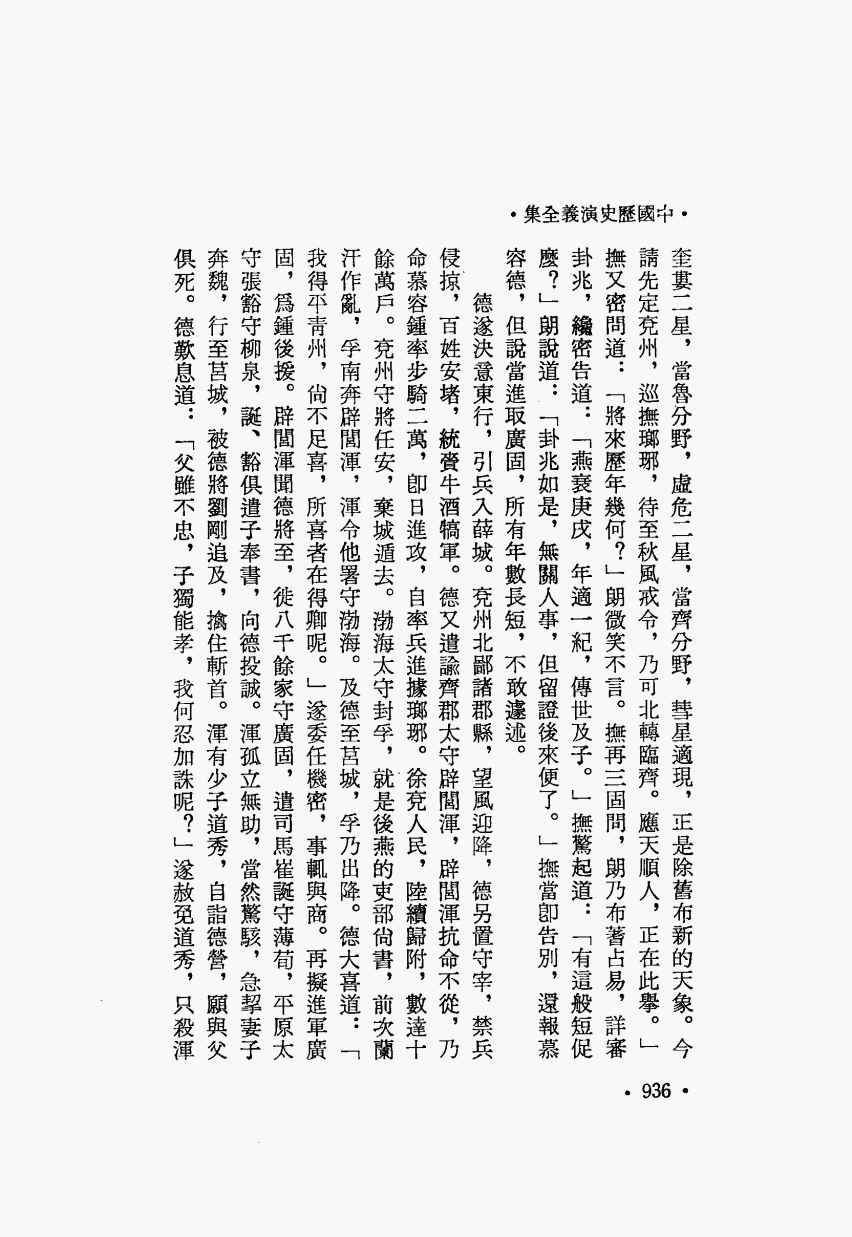 •中國歷史演義全集•
奎婁二星，當魯分野，虛危二星，當齊分野，彗星適現，正是除舊布新的天象。今
請先定兗州，巡撫瑯琊，待至秋風戒令，乃可北轉臨齊。應天順人，正在此擧。」
撫又密問道：「將來歷年幾何？」朗微笑不言。撫再三固問，朗乃布蓍占易，詳審
卦兆，纔密告道：「燕衰庚戌，年適一紀，傳世及子。」撫驚起道：「有這般短促
麼？」朗說道：「卦兆如是，無關人事，但留證後來便了。」撫當卽告別，還報慕
容德，但說當進取廣固，所有年數長短，不敢遽述。
德遂決意東行，引兵入薛城。兗州北鄙諸郡縣，望風迎降，德另置守宰，禁兵
侵掠，百姓安堵，統賫牛酒犒軍。德又遣諭齊郡太守辟閭渾，辟閭渾抗命不從，乃
命慕容鍾率步騎二萬，卽日進攻，自率兵進據瑯琊。徐兗人民，陸續歸附，數達十
餘萬戶。兗州守將任安，棄城遁去。渤海太守封孚，就是後燕的吏部尙書，前次蘭
汗作亂，孚南奔辟閭渾，渾令他署守渤海。及德至莒城，孚乃出降。德大喜道：「
我得平靑州，尙不足喜，所喜者在得卿呢。」遂委任機密，事輒與商。再擬進軍廣
固，爲鍾後援。辟閭渾聞德將至，徙八千餘家守廣固，遣司馬崔誕守薄荀，平原太
守張豁守柳泉，誕、豁俱遣子奉書，向德投誠。渾孤立無助，當然驚駭，急挈妻子
奔魏，行至莒城，被德將劉剛追及，擒住斬首。渾有少子道秀，自詣德營，願與父
俱死。德歎息道：「父雖不忠，子獨能孝，我何忍加誅呢？」遂赦免道秀，只殺渾
•936•